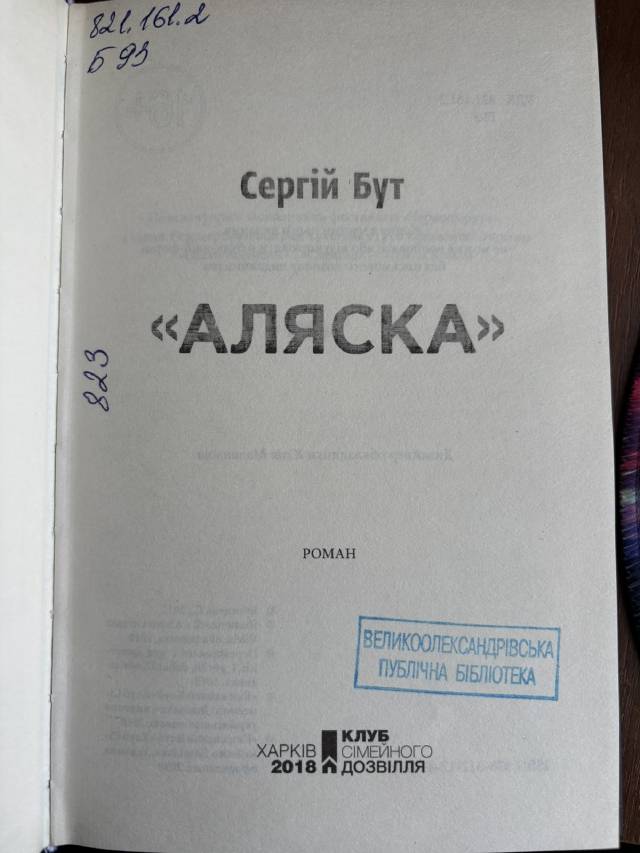 821.161.2
Б 93
Сергій Бут
«АЛЯСКА»
823
РОМАН
ВЕЛИКООЛЕКСАНДРІВСЬКА
ПУБЛІЧНА БІБЛІОТЕКА
ХАРКІВ
2018
КЛУБ
СІМЕЙНОГО
ДОЗВІЛЛЯ